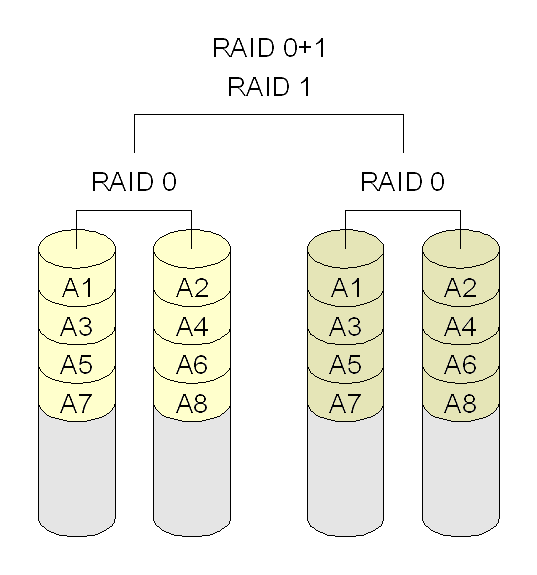 RAID 0+1
RAID 1
RAID 0 RAID 0
A1 A2 A1 A2
A3 A4 A3 A4
A5 A6 A5 A6
A7 A8 A7 A8